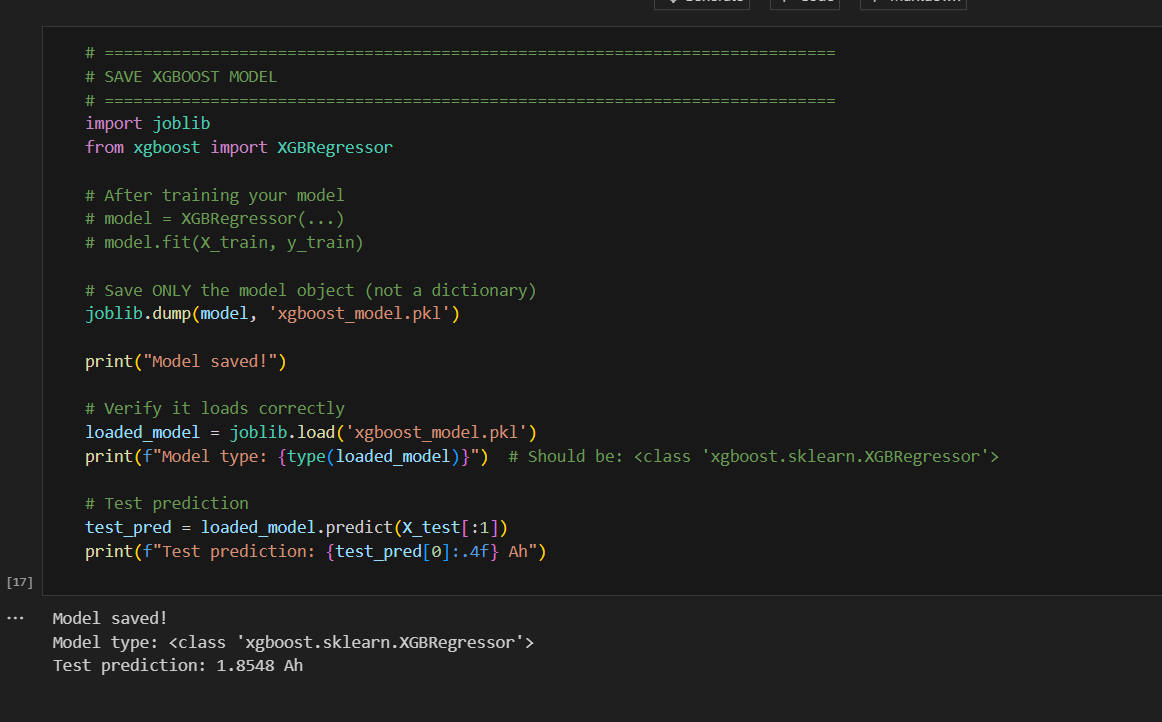 # ============================================================================
# SAVE XGBOOST MODEL
# ============================================================================
import joblib
from xgboost import XGBRegressor
# After training your model
# model = XGBRegressor(...)
# model.fit(X_train, y_train)
# Save ONLY the model object (not a dictionary)
joblib.dump(model, 'xgboost_model.pkl')
print("Model saved!")
# Verify it loads correctly
loaded_model = joblib.load('xgboost_model.pkl')
print(f"Model type: {type(loaded_model)}")  # Should be: <class 'xgboost.sklearn.XGBRegressor'>
# Test prediction
test_pred = loaded_model.predict(X_test[:1])
print(f"Test prediction: {test_pred[0]:.4f} Ah")
[17]
... Model saved!
Model type: <class 'xgboost.sklearn.XGBRegressor'>
Test prediction: 1.8548 Ah